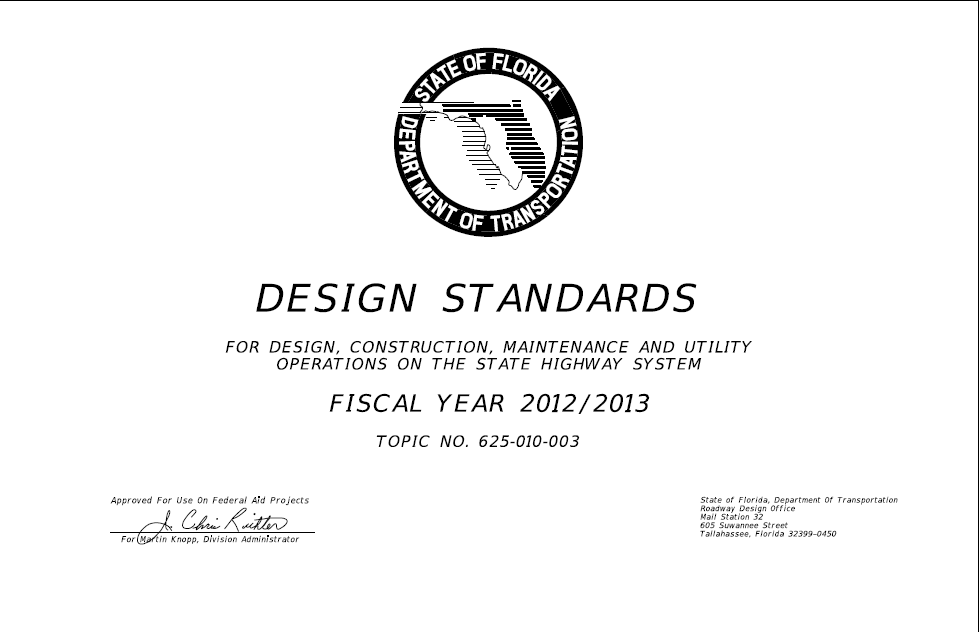 STATE OF FLORIDA
DEPARTMENT OF TRANSPORTATION
DESIGN STANDARDS
FOR DESIGN, CONSTRUCTION, MAINTENANCE AND UTILITY
OPERATIONS ON THE STATE HIGHWAY SYSTEM
FISCAL YEAR 2012/2013
TOPIC NO. 625-010-003
Approved For Use On Federal Aid Projects
J. Chris Richter
For Martin Knopp, Division Administrator
State of Florida, Department Of Transportation
Roadway Design Office
Mail Station 32
605 Suwannee Street
Tallahassee, Florida 32399-0450